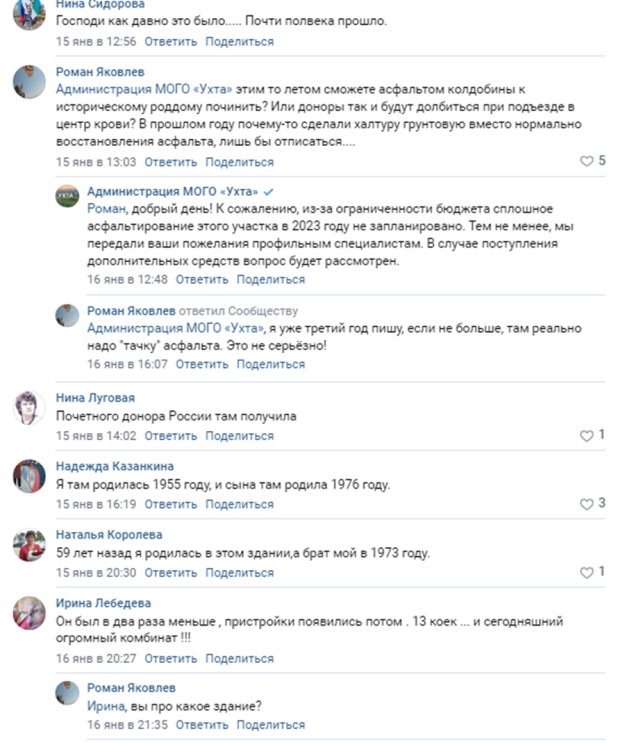 Нина Сидорова
Господи как давно это было..... Почти полвека прошло.
15 янв в 12:56 Ответить Поделиться
Роман Яковлев
Администрация МОГО «Ухта» этим то летом сможете асфальтом колдобины к
историческому роддому починить? Или доноры так и будут долбиться при подъезде в
центр крови? В прошлом году почему-то сделали халтуру грунтовую вместо нормально
восстановления асфальта, лишь бы отписаться....
15 янв в 13:03 Ответить Поделиться 5
Администрация МОГО «Ухта»
Роман, добрый день! К сожалению, из-за ограниченности бюджета сплошное
асфальтирование этого участка в 2023 году не запланировано. Тем не менее, мы
передали ваши пожелания профильным специалистам. В случае поступления
дополнительных средств вопрос будет рассмотрен.
16 янв в 12:48 Ответить Поделиться
Роман Яковлев ответил Сообществу
Администрация МОГО «Ухта», я уже третий год пишу, если не больше, там реально
надо "тачку" асфальта. Это не серьёзно!
16 янв в 16:07 Ответить Поделиться
Нина Луговая
Почетного донора России там получила
15 янв в 14:02 Ответить Поделиться 1
Надежда Казанкина
Я там родилась 1955 году, и сына там родила 1976 году.
15 янв в 16:19 Ответить Поделиться 3
Наталья Королева
59 лет назад я родилась в этом здании,а брат мой в 1973 году.
15 янв в 20:30 Ответить Поделиться 1
Ирина Лебедева
Он был в два раза меньше , пристройки появились потом . 13 коек ... и сегодняшний
огромный комбинат !!!
16 янв в 20:27 Ответить Поделиться
Роман Яковлев
Ирина, вы про какое здание?
16 янв в 21:35 Ответить Поделиться